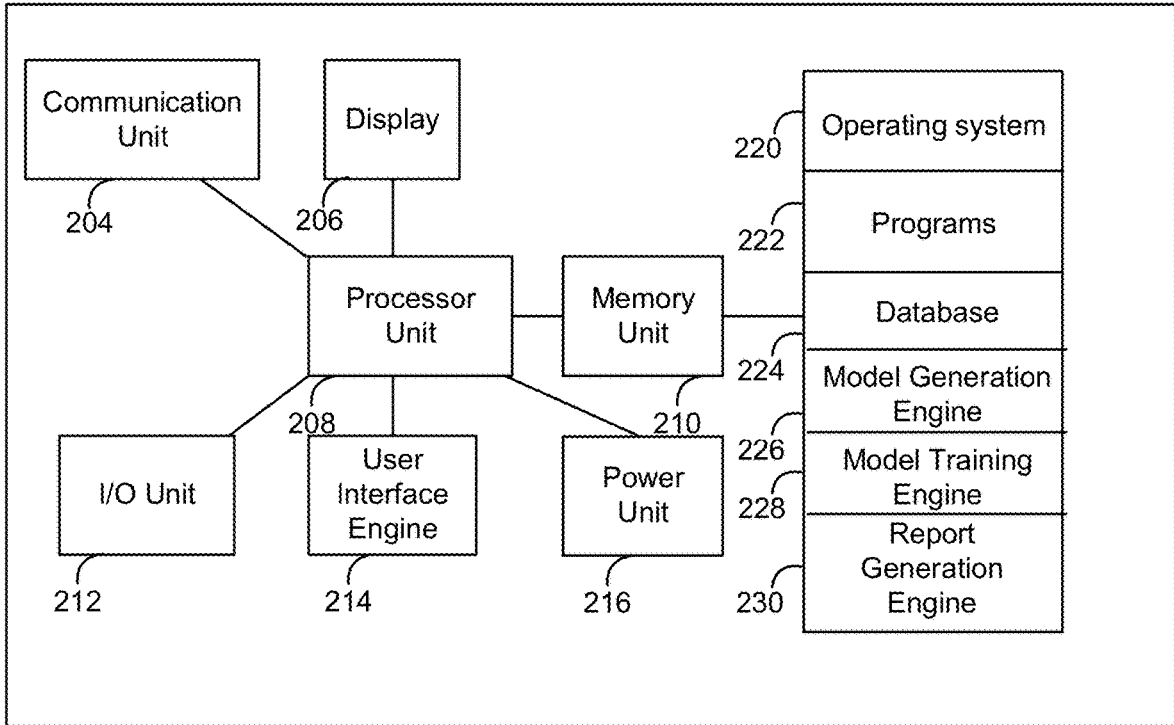 Communication
Unit
204
Display
206
Processor
Unit
208
Memory
Unit
210
I/O Unit
212
User
Interface
Engine
214
Power
Unit
216
220
Operating system
222
Programs
224
Database
226
Model Generation
Engine
228
Model Training
Engine
230
Report
Generation
Engine